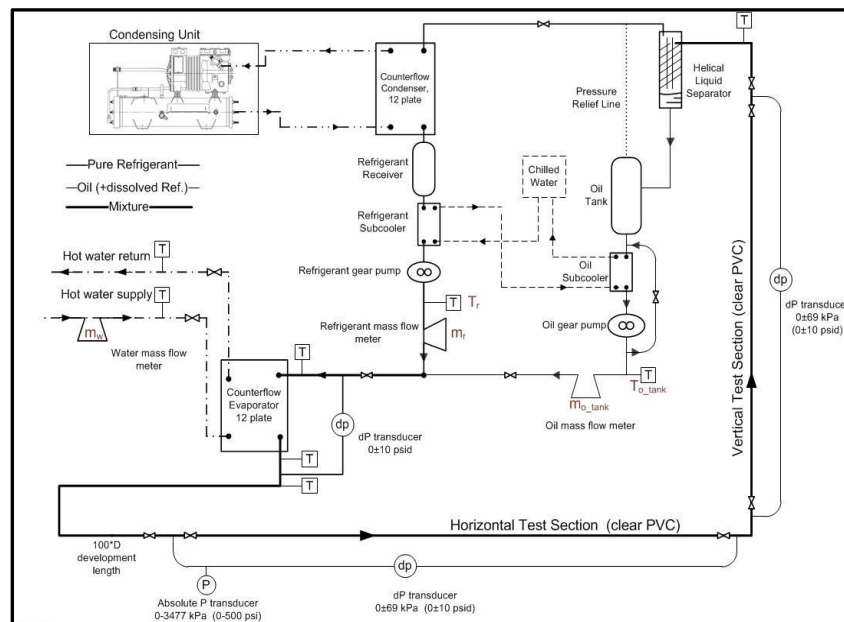 Condensing Unit
Counterflow
Condenser,
12 plate
T
Helical
Liquid
Separator
Pressure
Relief Line
Pure Refrigerant
Oil (+dissolved Ref.)
Mixture
Refrigerant
Receiver
Chilled
Water
Oil
Tank
Refrigerant
Subcooler
Oil
Subcooler
Hot water return
T
Hot water supply
T
m_w
Water mass flow
meter
Refrigerant gear pump
T
T_r
Refrigerant mass flow
meter
m_r
Oil gear pump
T
T_o_tank
m_o_tank
Oil mass flow meter
dp
dP transducer
0±69 kPa
(0±10 psid)
Vertical Test Section (clear PVC)
T
Counterflow
Evaporator
12 plate
dp
dP transducer
0±10 psid
T
T
Horizontal Test Section (clear PVC)
100*D
development
length
P
Absolute P transducer
0-3477 kPa (0-500 psi)
dp
dP transducer
0±69 kPa (0±10 psid)